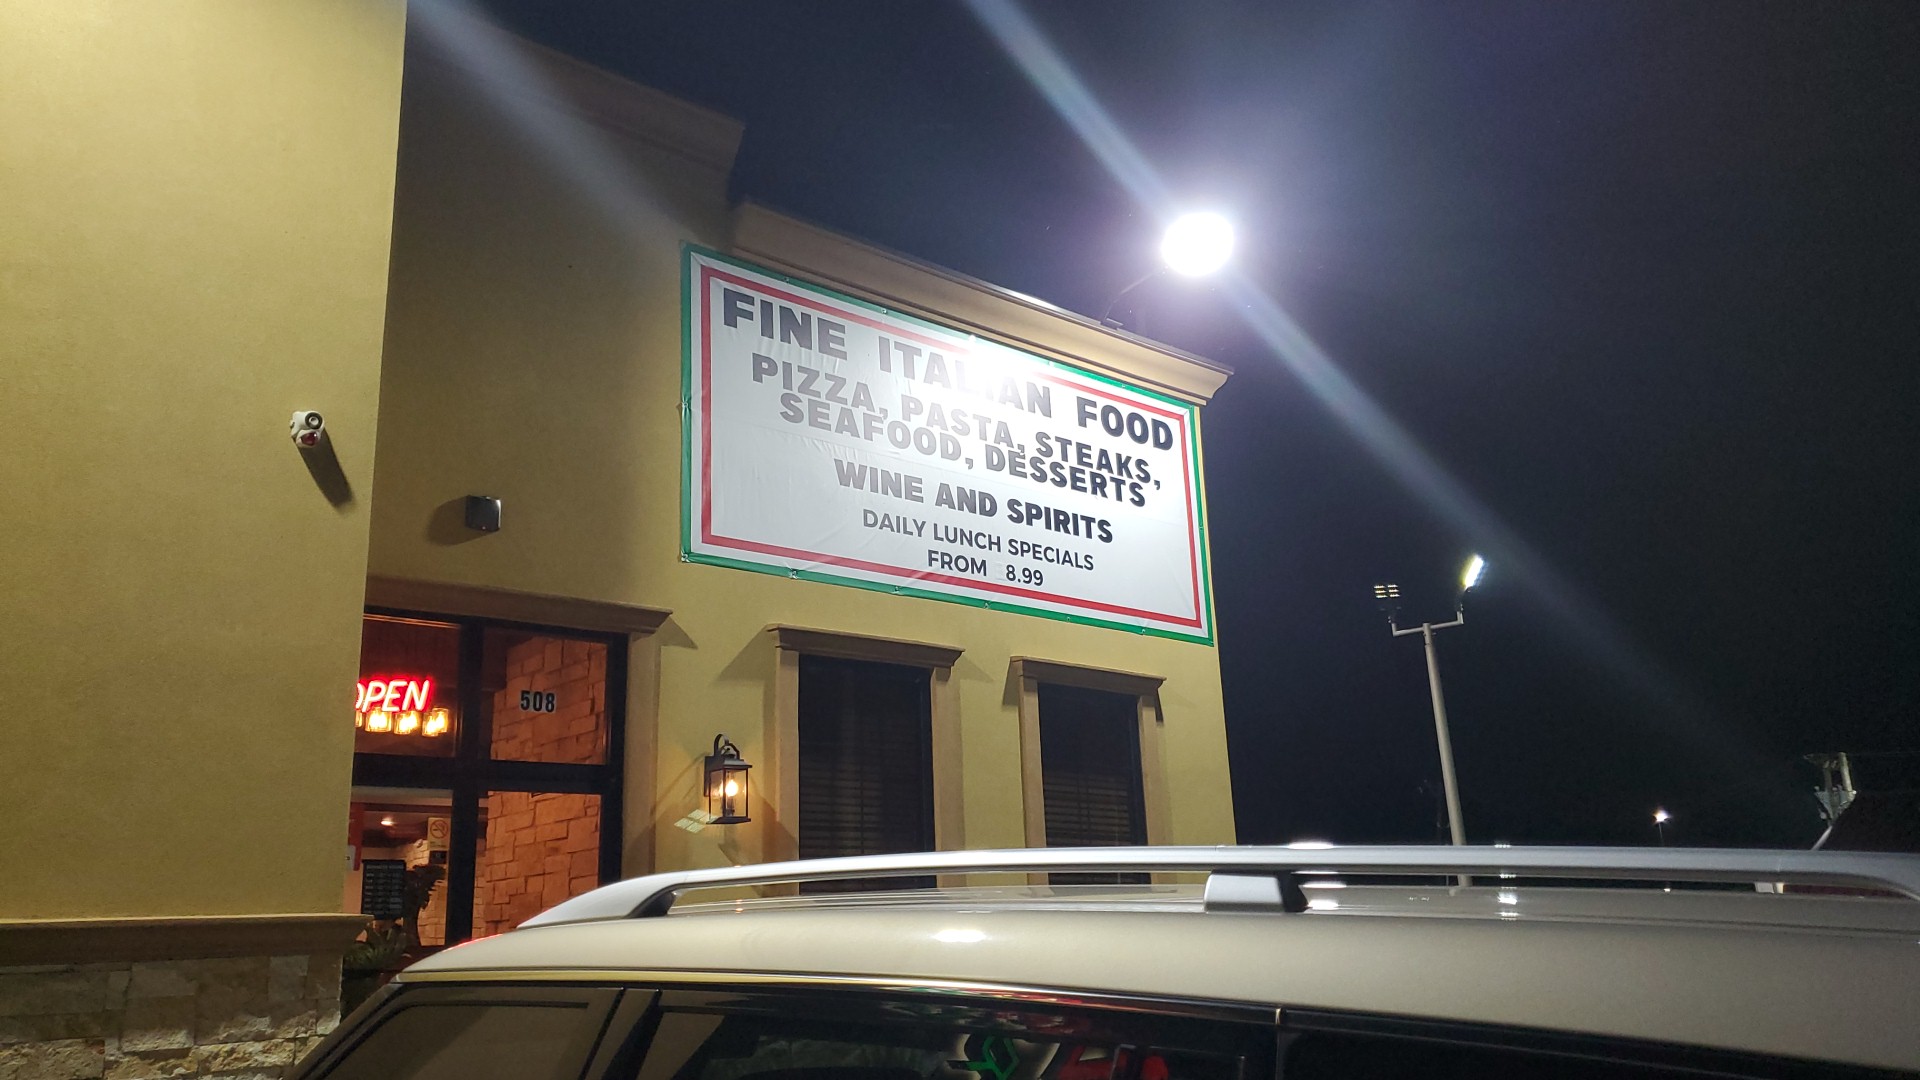 FINE ITALIAN FOOD
PIZZA, PASTA, STEAKS,
SEAFOOD, DESSERTS
WINE AND SPIRITS
DAILY LUNCH SPECIALS
FROM 8.99
OPEN
508